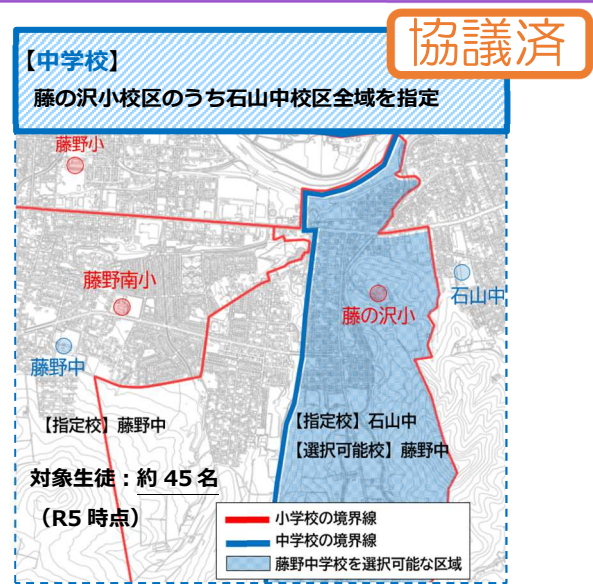 協議済
【中学校】
藤の沢小校区のうち石山中校区全域を指定
藤野小
藤野南小
藤の沢小
石山中
藤野中
【指定校】藤野中
【指定校】石山中
【選択可能校】藤野中
対象生徒：約 45 名
（R5 時点）
小学校の境界線
中学校の境界線
藤野中学校を選択可能な区域